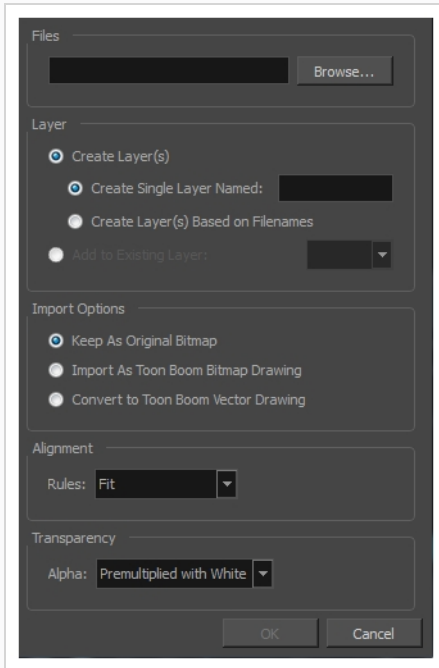 Files
Browse...
Layer
Create Layer(s)
Create Single Layer Named:
Create Layer(s) Based on Filenames
Add to Existing Layer:
Import Options
Keep As Original Bitmap
Import As Toon Boom Bitmap Drawing
Convert to Toon Boom Vector Drawing
Alignment
Rules: Fit
Transparency
Alpha: Premultiplied with White
OK Cancel